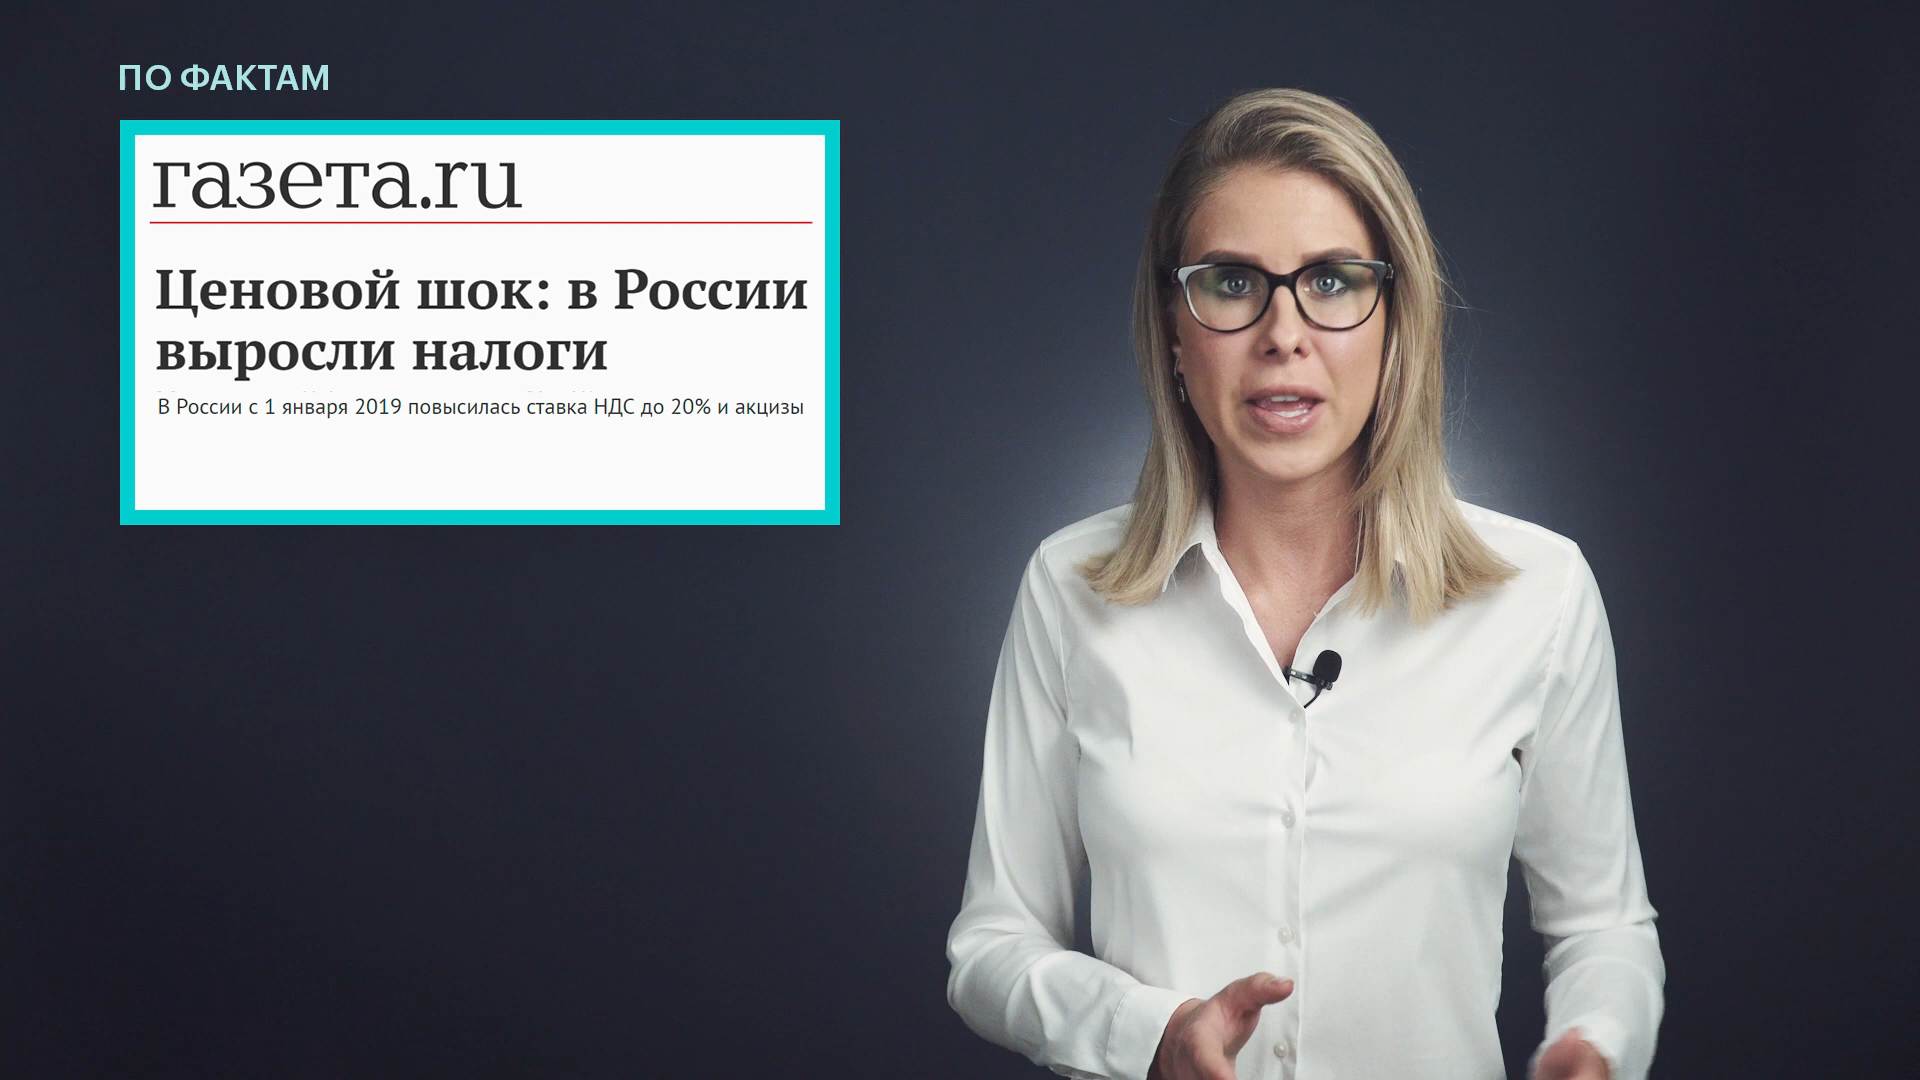 ПО ФАКТАМ
газета.ru
Ценовой шок: в России
выросли налоги
В России с 1 января 2019 повысилась ставка НДС до 20% и акцизы